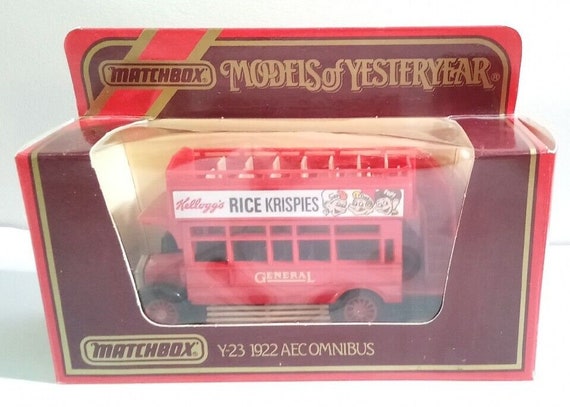 MATCHBOX MODELS of YESTERYEAR®
Kellogg's RICE KRISPIES
GENERAL
MATCHBOX Y-23 1922 AEC OMNIBUS